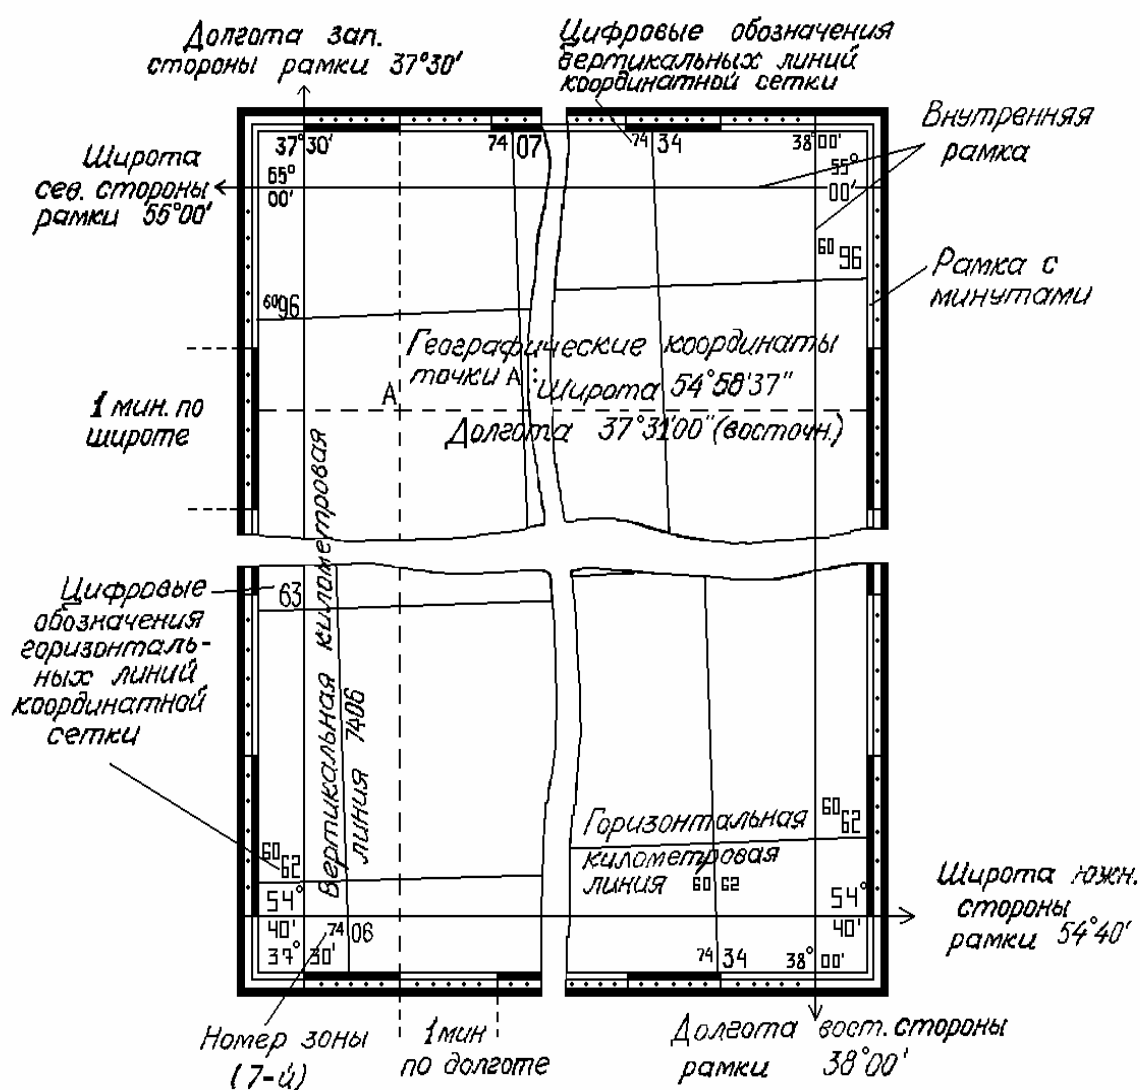 Долгота зап.
стороны рамки 37°30'
Цифровые обозначения
вертикальных линий
координатной сетки
Внутренняя
рамка
Широта
сев. стороны
рамки 55°00'
37°30'
74 07
74 34
38°00'
55°
00'
55°
00'
60 96
60 96
Рамка с
минутами
Географические координаты
точки А:
Широта 54°58'37"
Долгота 37°31'00" (восточн.)
А
1 мин. по
широте
Цифровые
обозначения
горизонталь-
ных линий
координатной
сетки
63
Вертикальная километровая
линия 7406
60 62
54°
40'
37°30'
74 06
Горизонтальная
километровая
линия 60 62
60 62
54°
40'
74 34
38°00'
Широта южн.
стороны
рамки 54°40'
Номер зоны
(7-й)
1 мин
по долготе
Долгота вост. стороны
рамки 38°00'